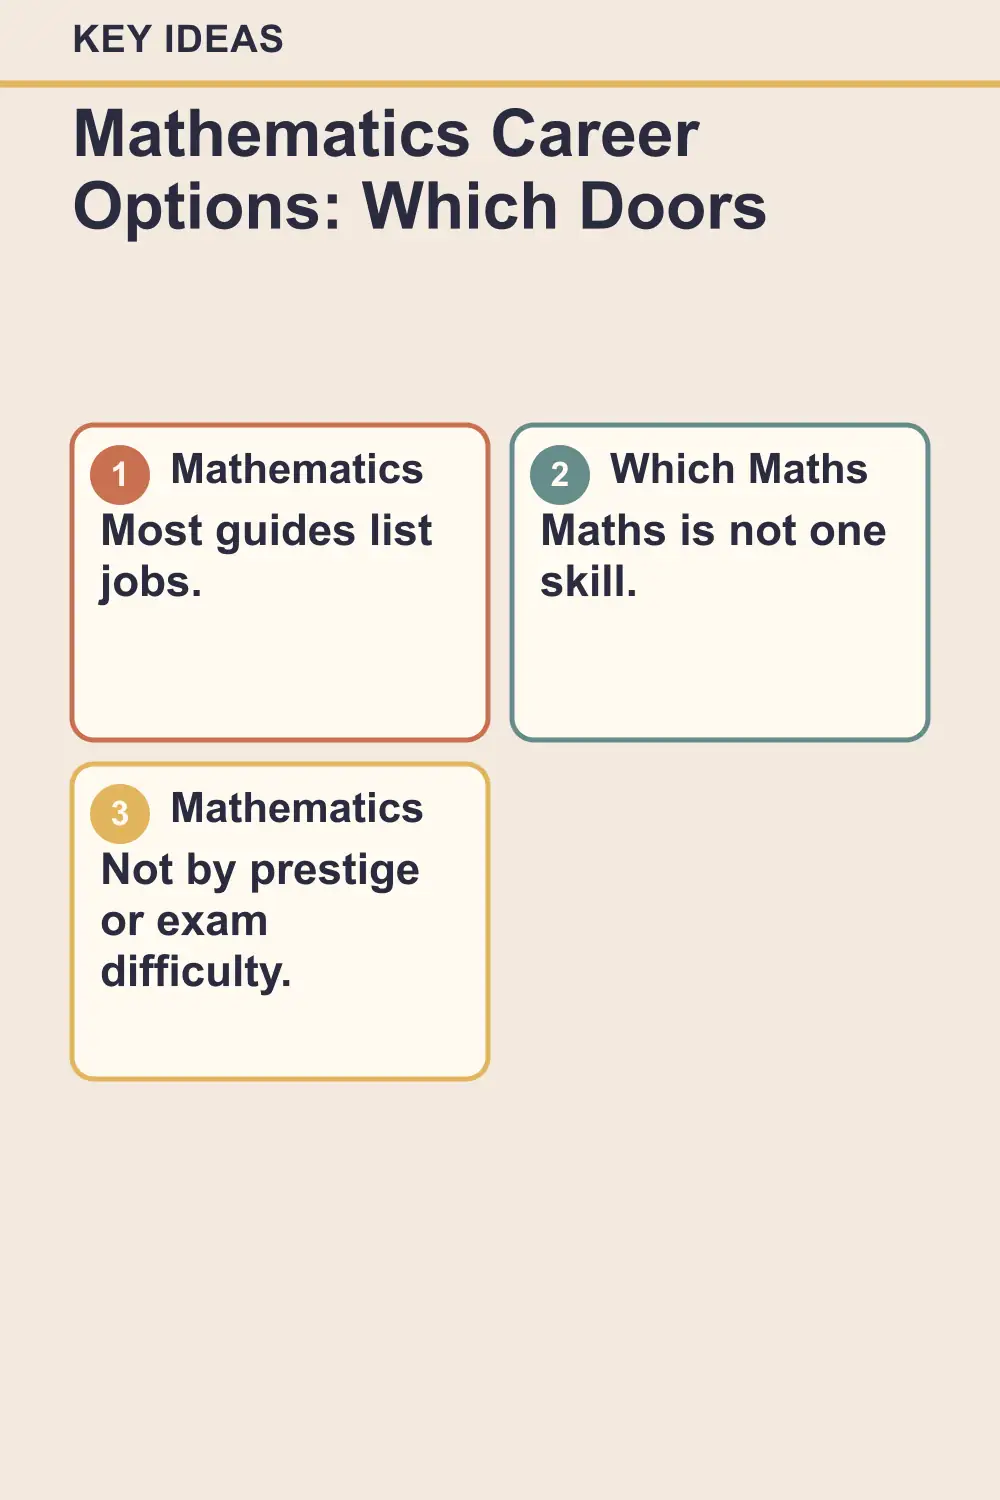 KEY IDEAS
Mathematics Career
Options: Which Doors
1 Mathematics
Most guides list
jobs.
2 Which Maths
Maths is not one
skill.
3 Mathematics
Not by prestige
or exam
difficulty.